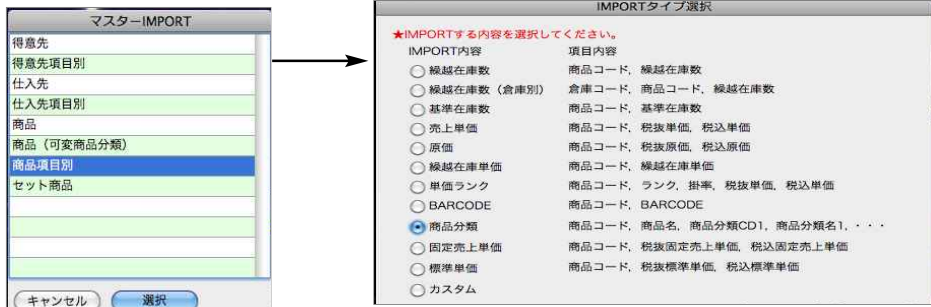 マスターIMPORT
得意先
得意先項目別
仕入先
仕入先項目別
商品
商品（可変商品分類）
商品項目別
セット商品
キャンセル 選択
IMPORTタイプ選択
★IMPORTする内容を選択してください。
IMPORT内容 項目内容
繰越在庫数 商品コード，繰越在庫数
繰越在庫数（倉庫別） 倉庫コード，商品コード，繰越在庫数
基準在庫数 商品コード，基準在庫数
売上単価 商品コード，税抜単価，税込単価
原価 商品コード，税抜原価，税込原価
繰越在庫単価 商品コード，繰越在庫単価
単価ランク 商品コード，ランク，掛率，税抜単価，税込単価
BARCODE 商品コード，BARCODE
商品分類 商品コード，商品名，商品分類CD1，商品分類名1，・・・
固定売上単価 商品コード，税抜固定売上単価，税込固定売上単価
標準単価 商品コード，税抜標準単価，税込標準単価
カスタム